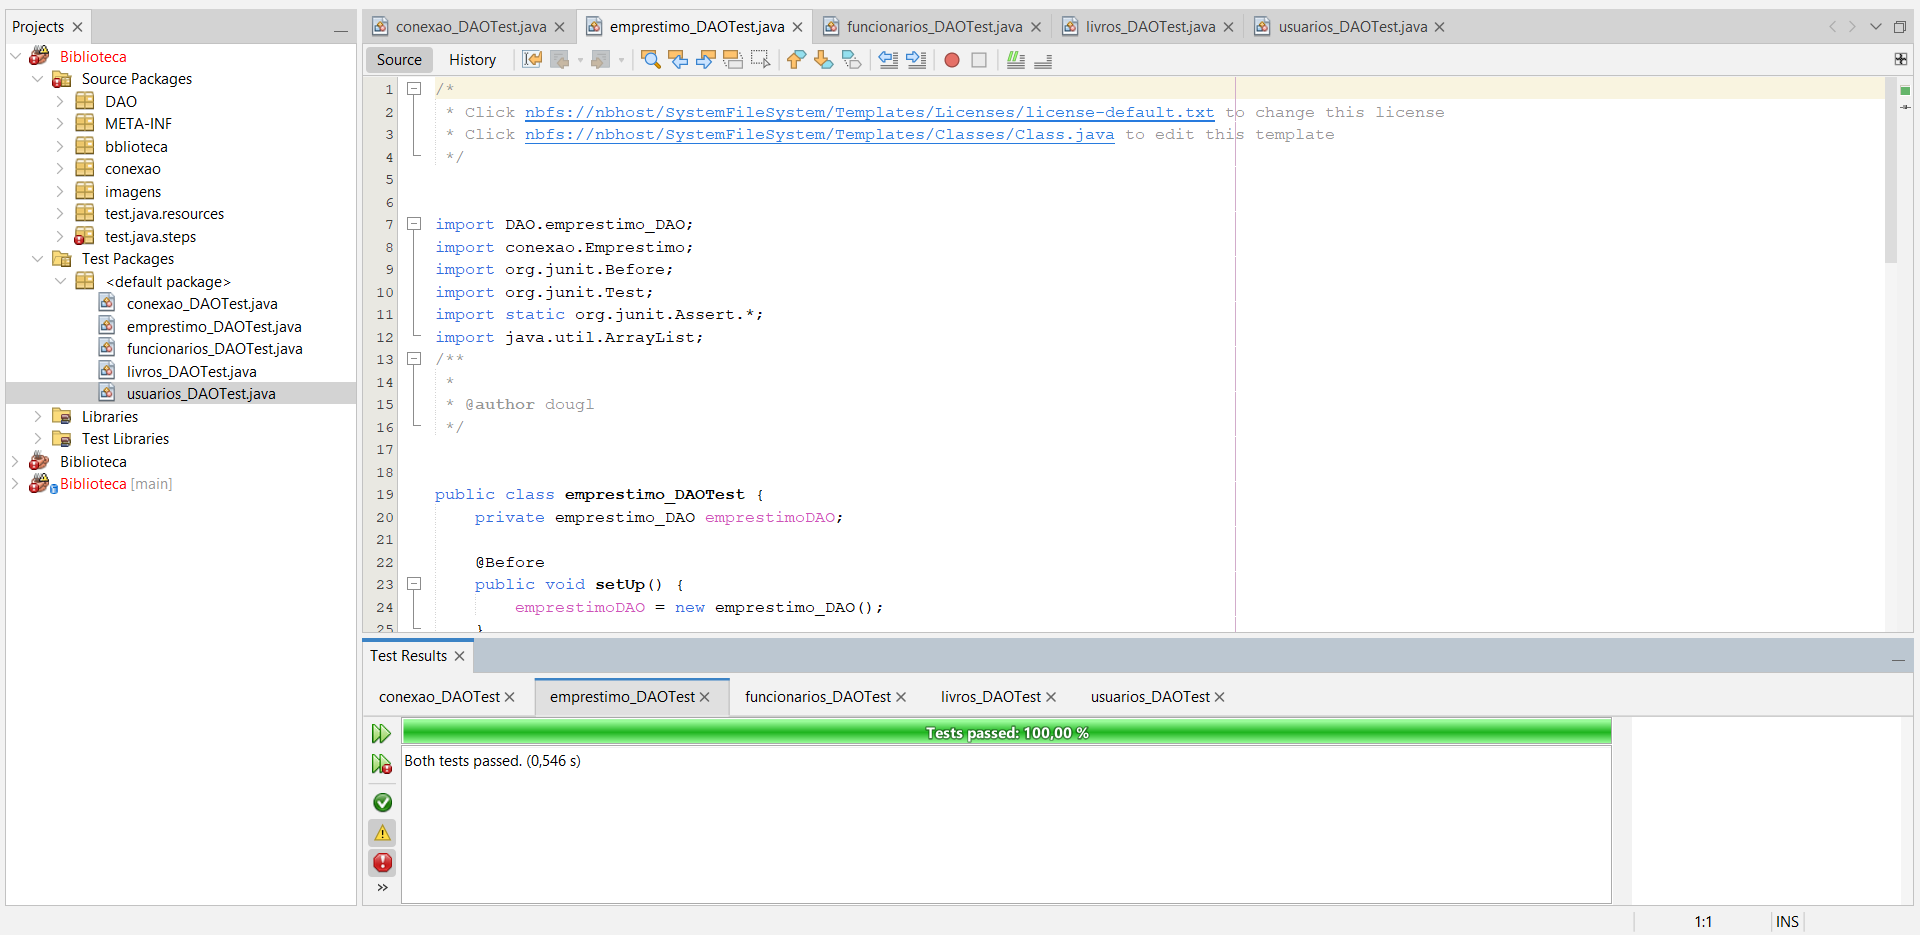 Projects
Biblioteca
Source Packages
DAO
META-INF
bblioteca
conexao
imagens
test.java.resources
test.java.steps
Test Packages
<default package>
conexao_DAOTest.java
emprestimo_DAOTest.java
funcionarios_DAOTest.java
livros_DAOTest.java
usuarios_DAOTest.java
Libraries
Test Libraries
Biblioteca
Biblioteca [main]
conexao_DAOTest.java emprestimo_DAOTest.java funcionarios_DAOTest.java livros_DAOTest.java usuarios_DAOTest.java
Source History
1 /*
2 * Click nbfs://nbhost/SystemFileSystem/Templates/Licenses/license-default.txt to change this license
3 * Click nbfs://nbhost/SystemFileSystem/Templates/Classes/Class.java to edit this template
4 */
5
6
7 import DAO.emprestimo_DAO;
8 import conexao.Emprestimo;
9 import org.junit.Before;
10 import org.junit.Test;
11 import static org.junit.Assert.*;
12 import java.util.ArrayList;
13 /**
14 *
15 * @author dougl
16 */
17
18
19 public class emprestimo_DAOTest {
20 private emprestimo_DAO emprestimoDAO;
21
22 @Before
23 public void setUp() {
24 emprestimoDAO = new emprestimo_DAO();
25 }
Test Results
conexao_DAOTest emprestimo_DAOTest funcionarios_DAOTest livros_DAOTest usuarios_DAOTest
Tests passed: 100,00 %
Both tests passed. (0,546 s)
1:1 INS